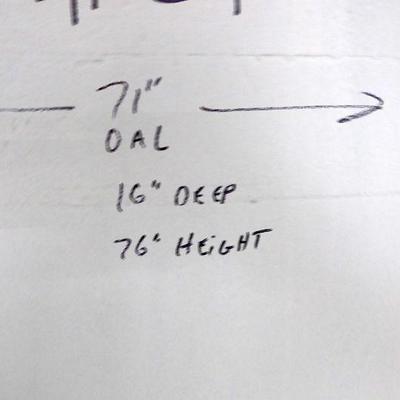 71"
OAL
16" DEEP
76" HEIGHT